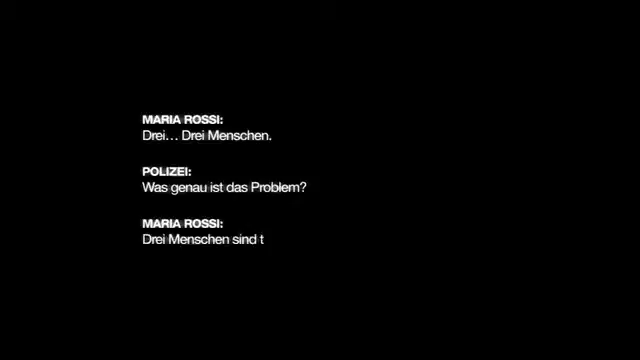 MARIA ROSSI:
Drei... Drei Menschen.
POLIZEI:
Was genau ist das Problem?
MARIA ROSSI:
Drei Menschen sind t